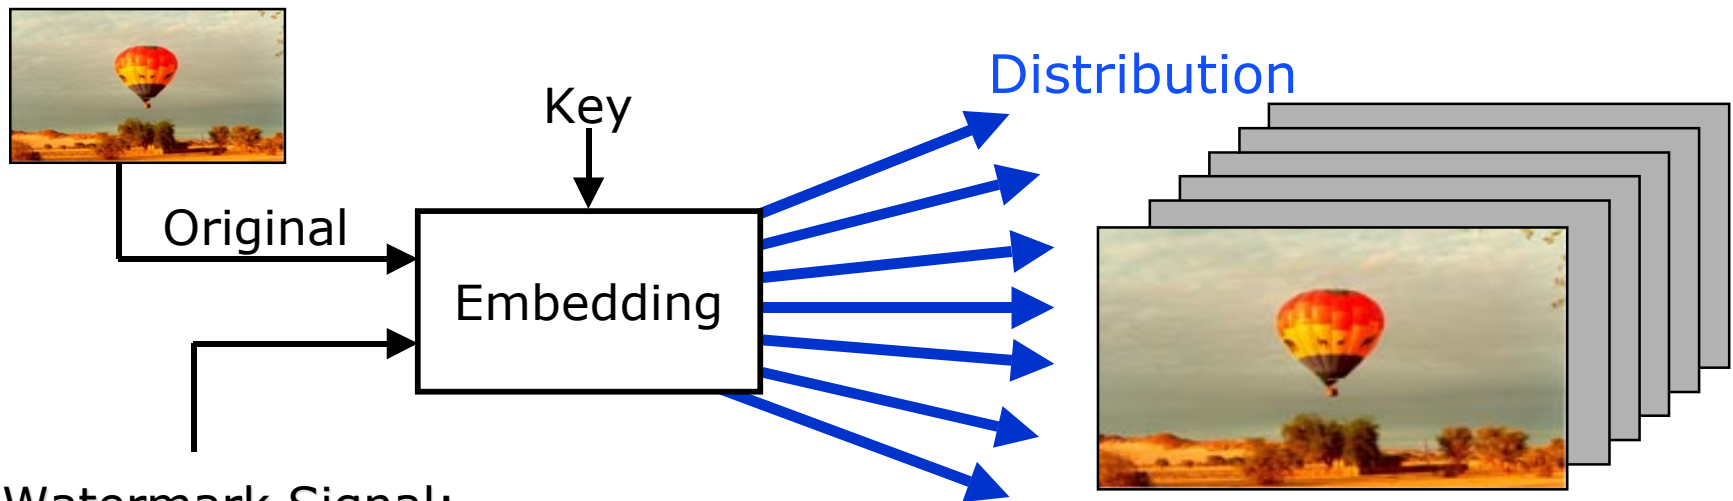 Distribution
Key
Original
Embedding
Watermark Signal: